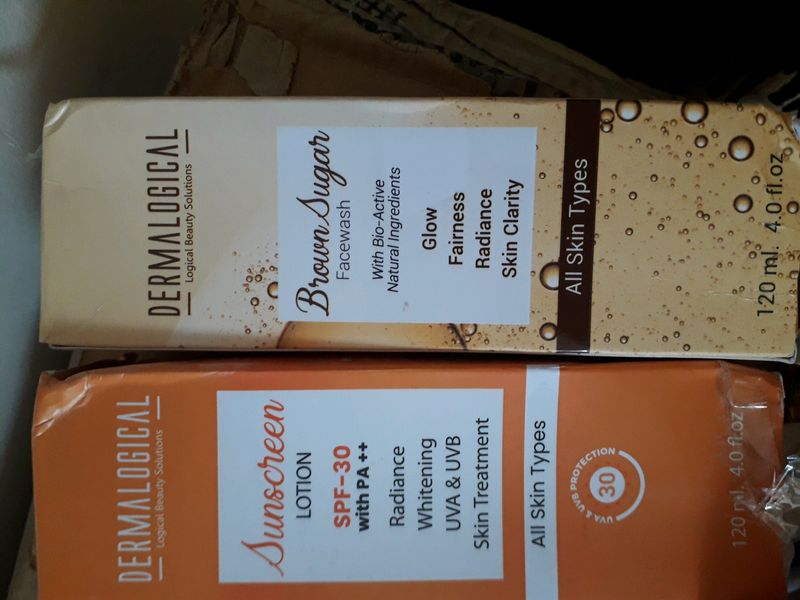 DERMALOGICAL
Logical Beauty Solutions
Brown Sugar
Facewash
With Bio-Active
Natural Ingredients
Glow
Fairness
Radiance
Skin Clarity
All Skin Types
120 ml. 4.0 fl.oz
DERMALOGICAL
Logical Beauty Solutions
Sunscreen
LOTION
SPF-30
with PA ++
Radiance
Whitening
UVA & UVB
Skin Treatment
All Skin Types
UVA & UVB PROTECTION
30
120 ml. 4.0 fl.oz